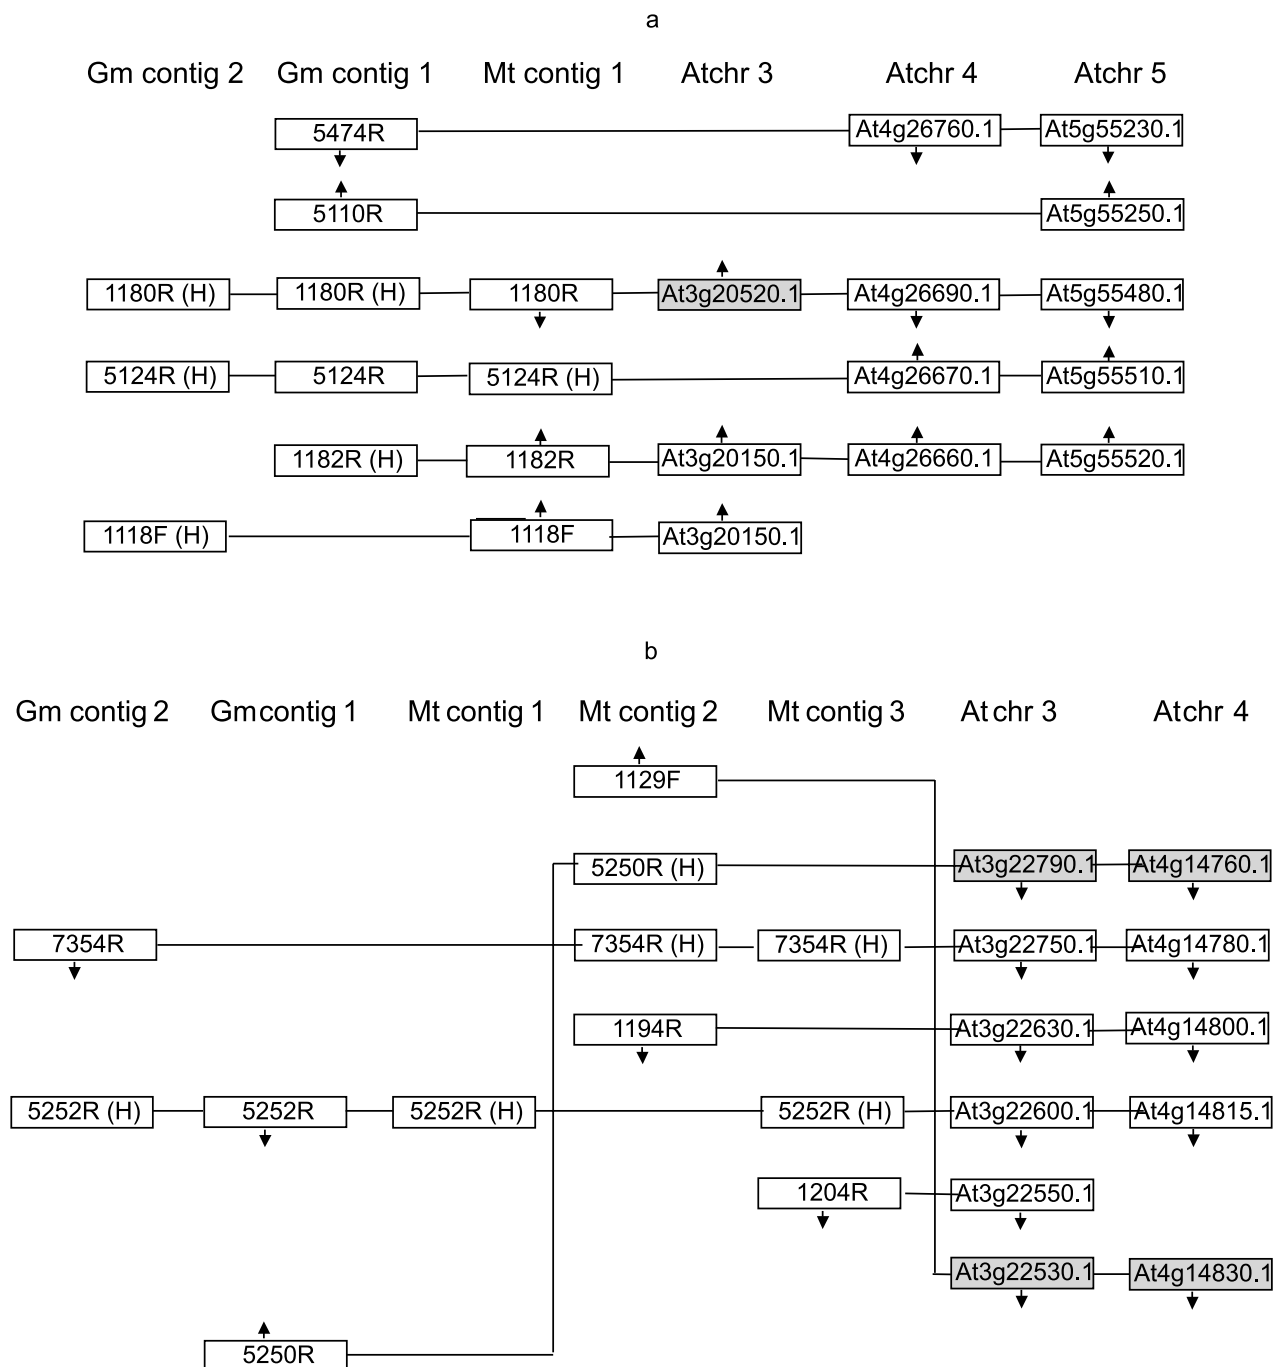 a
Gm contig 2 Gm contig 1 Mt contig 1 Atchr 3 Atchr 4 Atchr 5
5474R At4g26760.1 At5g55230.1
5110R At5g55250.1
1180R (H) 1180R (H) 1180R At3g20520.1 At4g26690.1 At5g55480.1
5124R (H) 5124R 5124R (H) At4g26670.1 At5g55510.1
1182R (H) 1182R At3g20150.1 At4g26660.1 At5g55520.1
1118F (H) 1118F At3g20150.1
b
Gm contig 2 Gm contig 1 Mt contig 1 Mt contig 2 Mt contig 3 At chr 3 At chr 4
1129F
5250R (H) At3g22790.1 At4g14760.1
7354R 7354R (H) 7354R (H) At3g22750.1 At4g14780.1
1194R At3g22630.1 At4g14800.1
5252R (H) 5252R 5252R (H) 5252R (H) At3g22600.1 At4g14815.1
1204R At3g22550.1
At3g22530.1 At4g14830.1
5250R